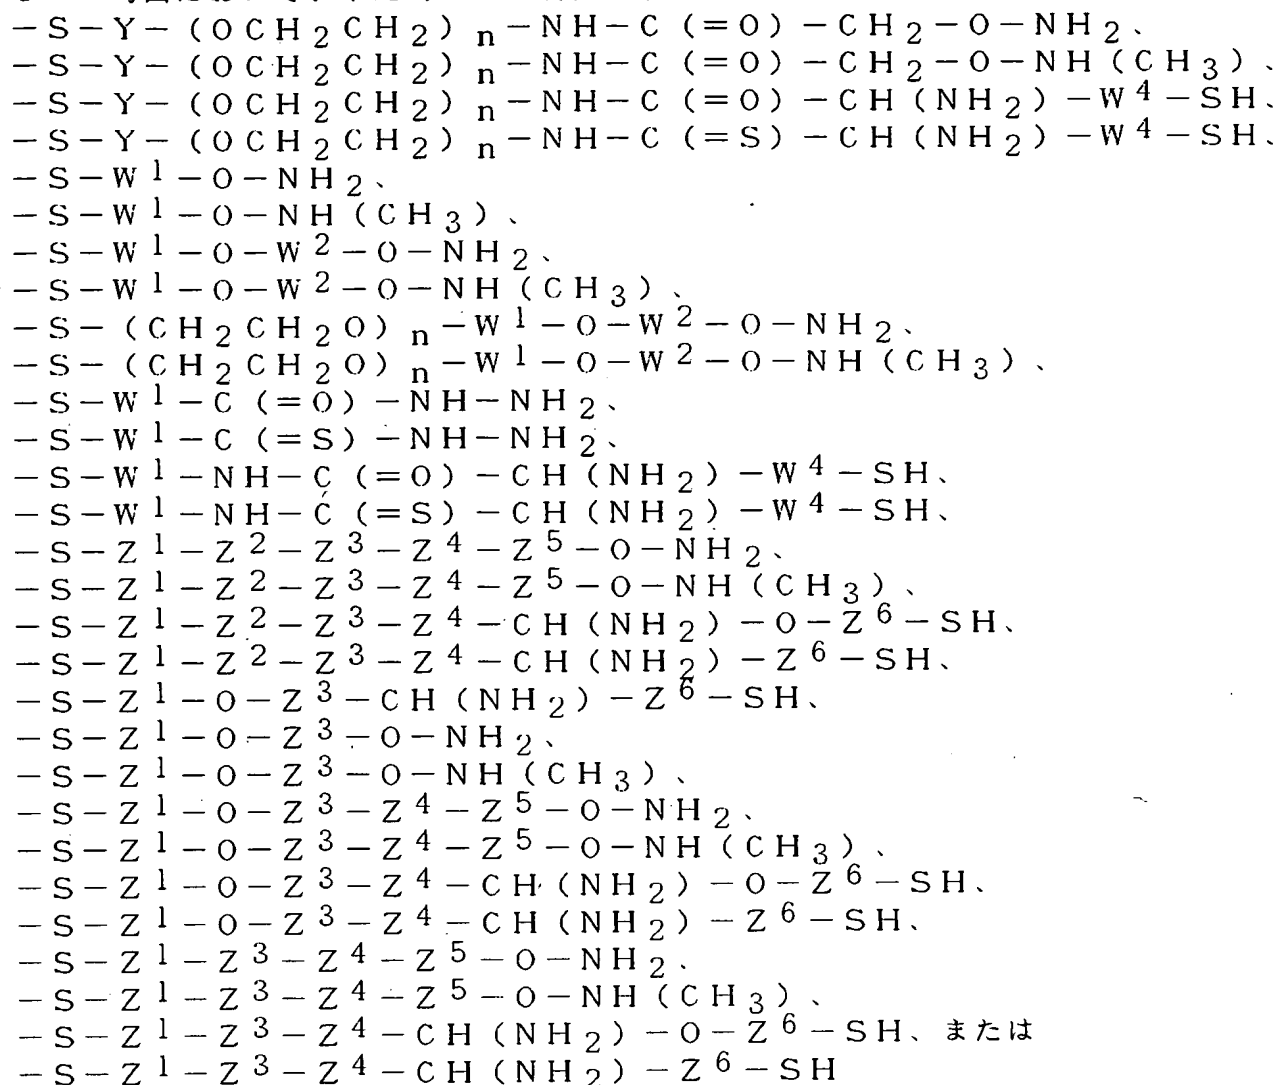 -S-Y-(OCH2CH2)n-NH-C(=O)-CH2-O-NH2、
-S-Y-(OCH2CH2)n-NH-C(=O)-CH2-O-NH(CH3)、
-S-Y-(OCH2CH2)n-NH-C(=O)-CH(NH2)-W4-SH、
-S-Y-(OCH2CH2)n-NH-C(=S)-CH(NH2)-W4-SH、
-S-W1-O-NH2、
-S-W1-O-NH(CH3)、
-S-W1-O-W2-O-NH2、
-S-W1-O-W2-O-NH(CH3)、
-S-(CH2CH2O)n-W1-O-W2-O-NH2、
-S-(CH2CH2O)n-W1-O-W2-O-NH(CH3)、
-S-W1-C(=O)-NH-NH2、
-S-W1-C(=S)-NH-NH2、
-S-W1-NH-C(=O)-CH(NH2)-W4-SH、
-S-W1-NH-C(=S)-CH(NH2)-W4-SH、
-S-Z1-Z2-Z3-Z4-Z5-O-NH2、
-S-Z1-Z2-Z3-Z4-Z5-O-NH(CH3)、
-S-Z1-Z2-Z3-Z4-CH(NH2)-O-Z6-SH、
-S-Z1-Z2-Z3-Z4-CH(NH2)-Z6-SH、
-S-Z1-O-Z3-CH(NH2)-Z6-SH、
-S-Z1-O-Z3-O-NH2、
-S-Z1-O-Z3-O-NH(CH3)、
-S-Z1-O-Z3-Z4-Z5-O-NH2、
-S-Z1-O-Z3-Z4-Z5-O-NH(CH3)、
-S-Z1-O-Z3-Z4-CH(NH2)-O-Z6-SH、
-S-Z1-O-Z3-Z4-CH(NH2)-Z6-SH、
-S-Z1-Z3-Z4-Z5-O-NH2、
-S-Z1-Z3-Z4-Z5-O-NH(CH3)、
-S-Z1-Z3-Z4-CH(NH2)-O-Z6-SH、または
-S-Z1-Z3-Z4-CH(NH2)-Z6-SH